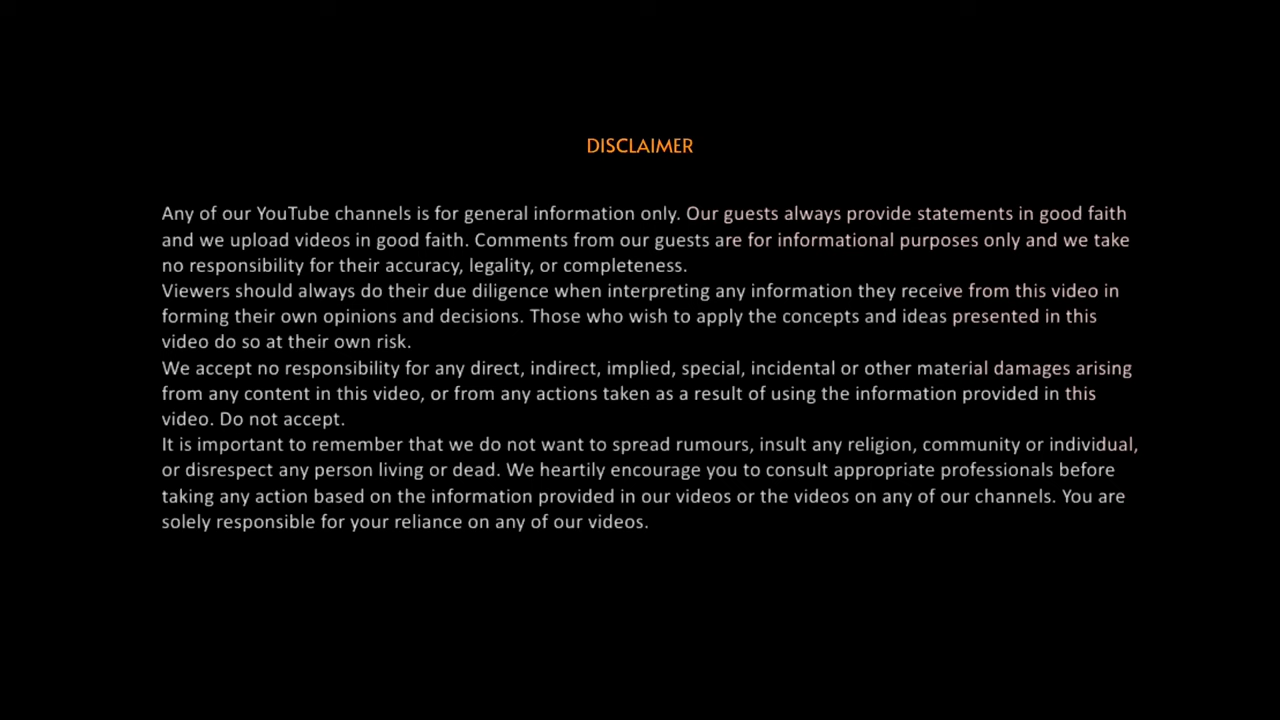 DISCLAIMER
Any of our YouTube channels is for general information only. Our guests always provide statements in good faith
and we upload videos in good faith. Comments from our guests are for informational purposes only and we take
no responsibility for their accuracy, legality, or completeness.
Viewers should always do their due diligence when interpreting any information they receive from this video in
forming their own opinions and decisions. Those who wish to apply the concepts and ideas presented in this
video do so at their own risk.
We accept no responsibility for any direct, indirect, implied, special, incidental or other material damages arising
from any content in this video, or from any actions taken as a result of using the information provided in this
video. Do not accept.
It is important to remember that we do not want to spread rumours, insult any religion, community or individual,
or disrespect any person living or dead. We heartily encourage you to consult appropriate professionals before
taking any action based on the information provided in our videos or the videos on any of our channels. You are
solely responsible for your reliance on any of our videos.